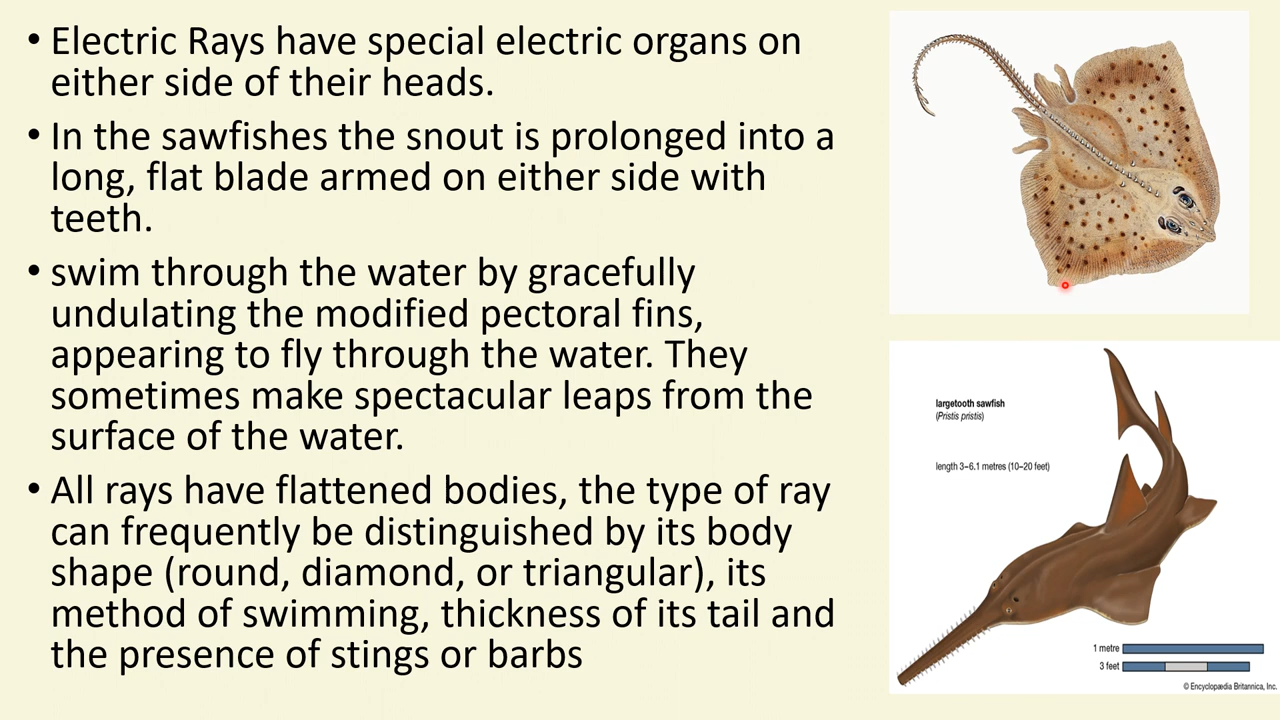 • Electric Rays have special electric organs on
either side of their heads.
• In the sawfishes the snout is prolonged into a
long, flat blade armed on either side with
teeth.
• swim through the water by gracefully
undulating the modified pectoral fins,
appearing to fly through the water. They
sometimes make spectacular leaps from the
surface of the water.
• All rays have flattened bodies, the type of ray
can frequently be distinguished by its body
shape (round, diamond, or triangular), its
method of swimming, thickness of its tail and
the presence of stings or barbs
largetooth sawfish
(Pristis pristis)
length 3–6.1 metres (10–20 feet)
1 metre
3 feet
© Encyclopædia Britannica, Inc.